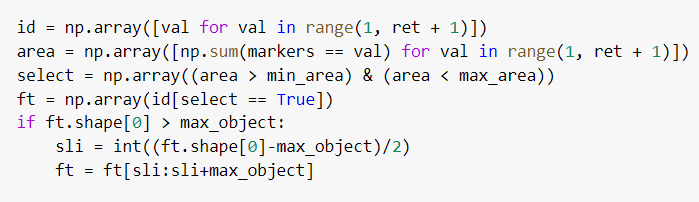 id = np.array([val for val in range(1, ret + 1)])
area = np.array([np.sum(markers == val) for val in range(1, ret + 1)])
select = np.array((area > min_area) & (area < max_area))
ft = np.array(id[select == True])
if ft.shape[0] > max_object:
    sli = int((ft.shape[0]-max_object)/2)
    ft = ft[sli:sli+max_object]